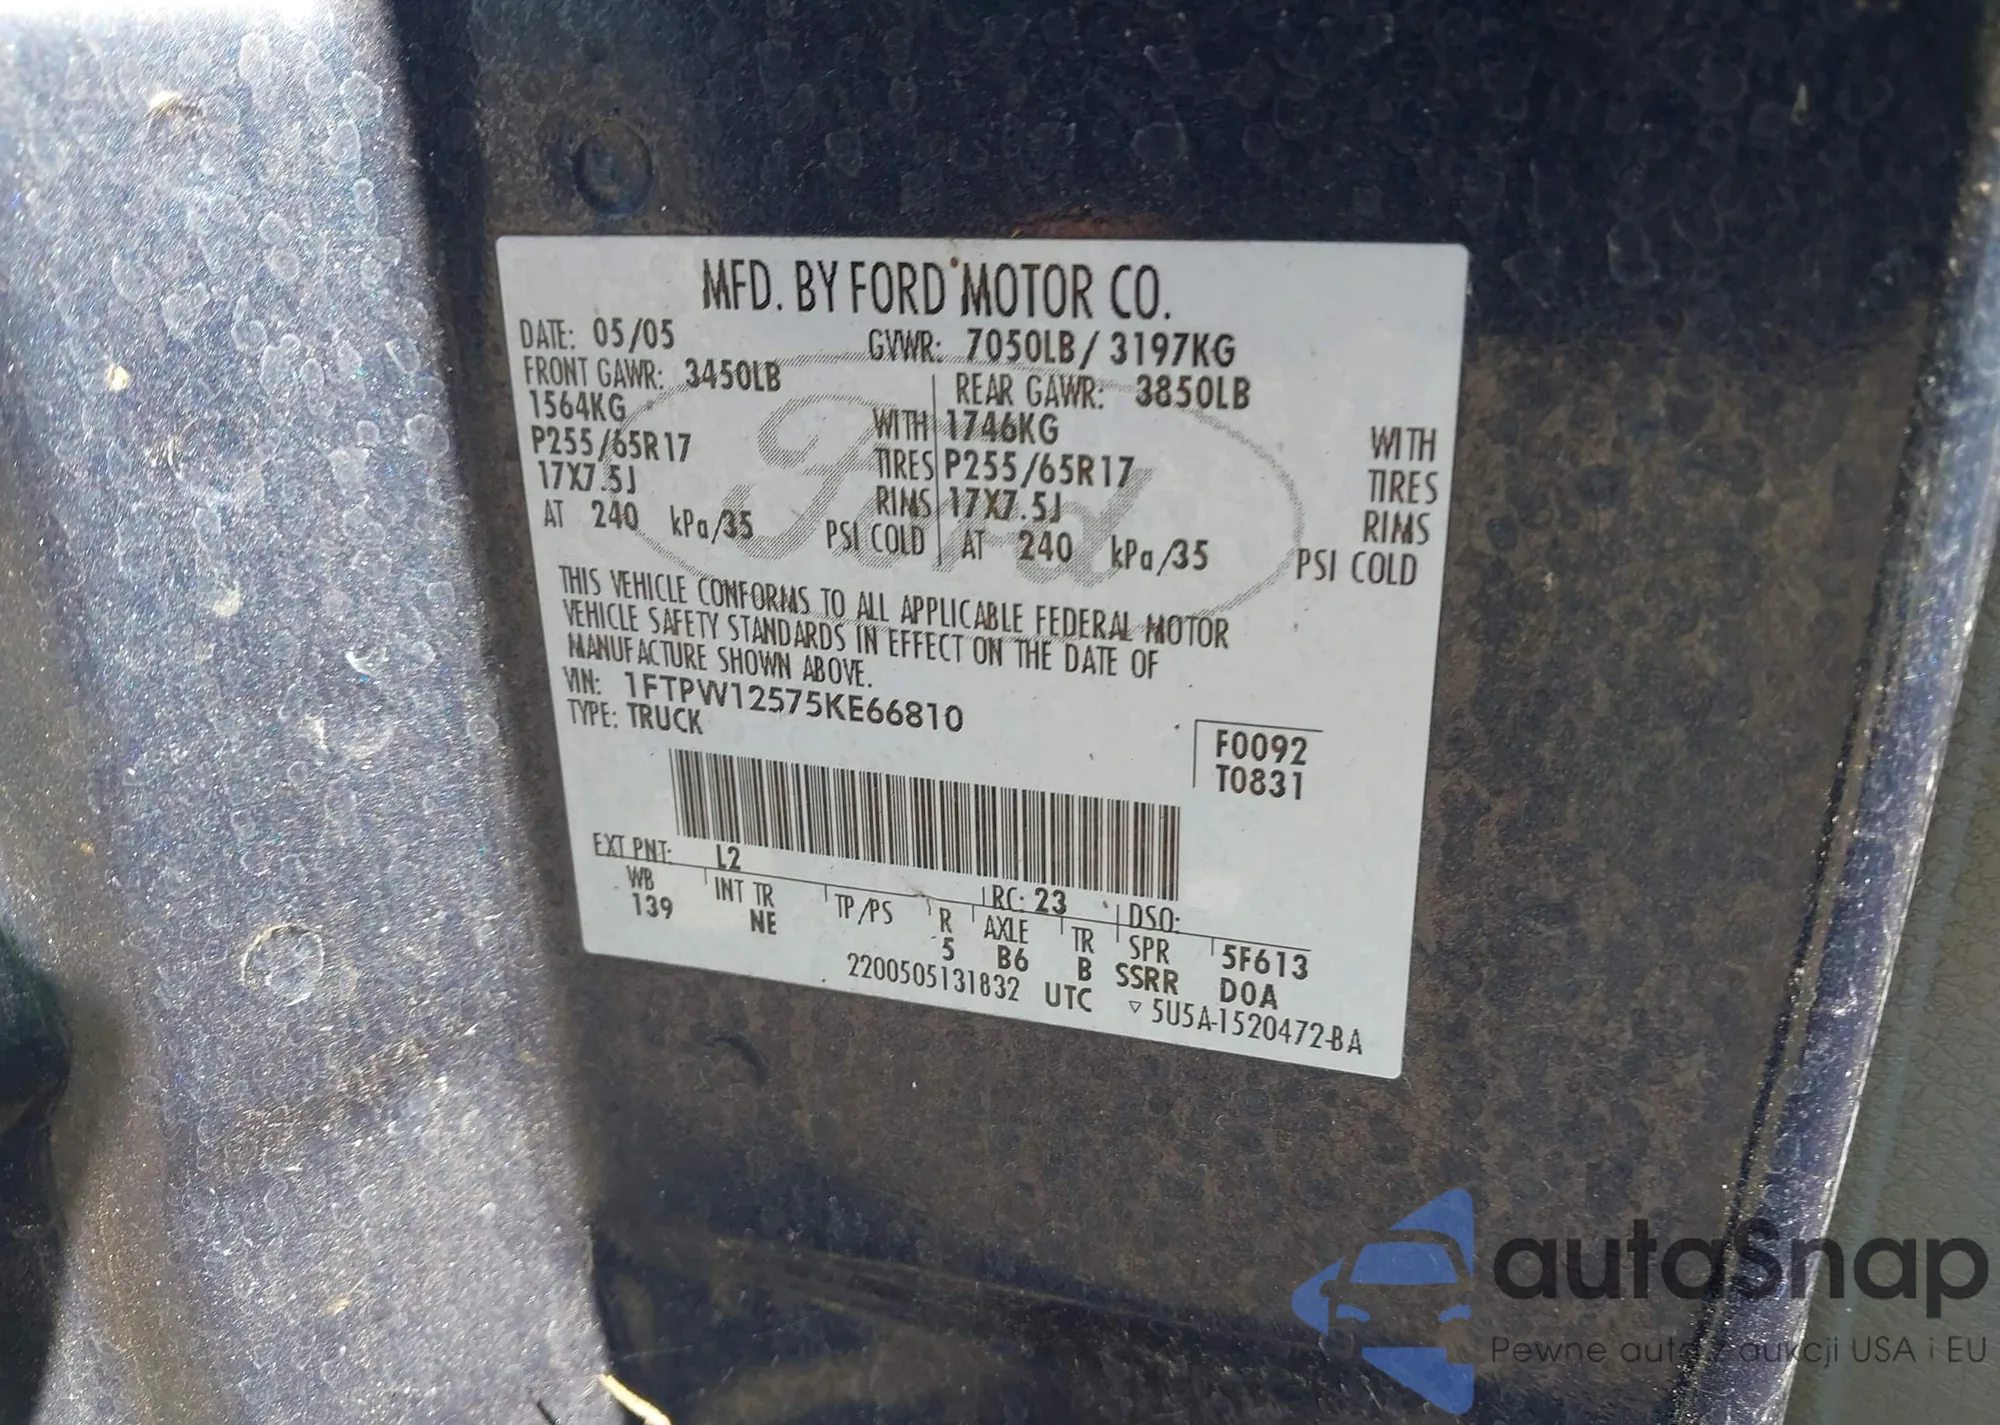 MFD. BY FORD MOTOR CO.
DATE: 05/05 GVWR: 7050LB / 3197KG
FRONT GAWR: 3450LB REAR GAWR: 3850LB
1564KG WITH 1746KG WITH
P255/65R17 TIRES P255/65R17 TIRES
17X7.5J RIMS 17X7.5J RIMS
AT 240 kPa/35 PSI COLD AT 240 kPa/35 PSI COLD
Ford
THIS VEHICLE CONFORMS TO ALL APPLICABLE FEDERAL MOTOR
VEHICLE SAFETY STANDARDS IN EFFECT ON THE DATE OF
MANUFACTURE SHOWN ABOVE.
VIN: 1FTPW12575KE66810
TYPE: TRUCK
F0092
T0831
EXT PNT: L2 RC: 23 DSO:
WB INT TR TP/PS R AXLE TR SPR 5F613
139 NE 5 B6 B SSRR D0A
2200505131832 UTC ▽ 5U5A-1520472-BA
autosnap
Pewne auta z aukcji USA i EU